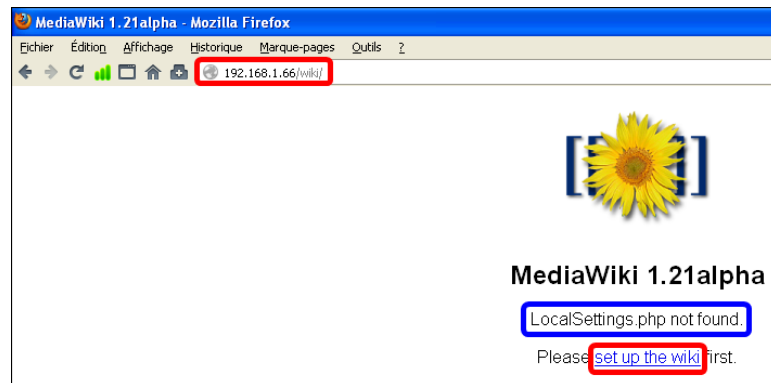 MediaWiki 1.21alpha - Mozilla Firefox
Fichier Édition Affichage Historique Marque-pages Outils ?
192.168.1.66/wiki/
MediaWiki 1.21alpha
LocalSettings.php not found.
Please set up the wiki first.